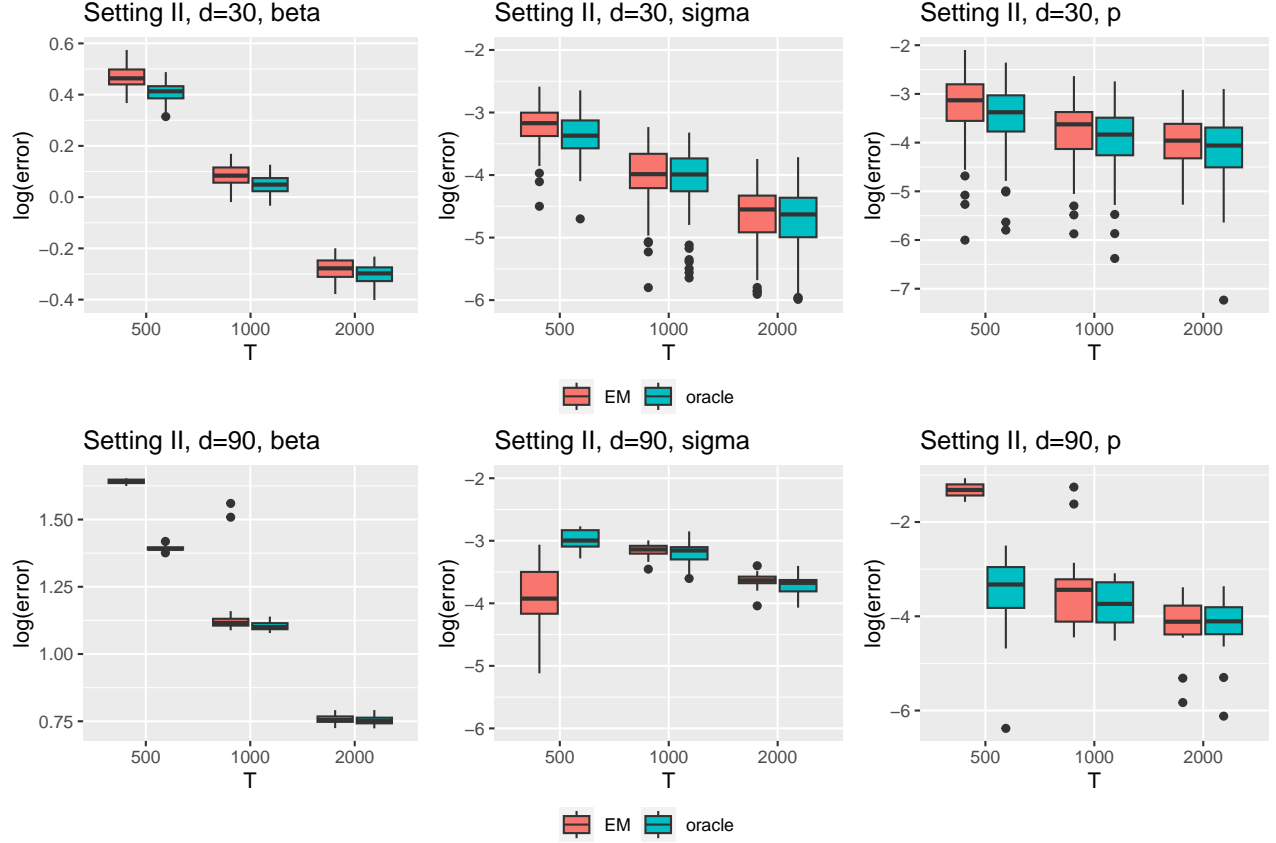 Setting II, d=30, beta
Setting II, d=30, sigma
Setting II, d=30, p
log(error)
0.6
0.4
0.2
0.0
−0.2
−0.4
500
1000
2000
T
log(error)
−2
−3
−4
−5
−6
500
1000
2000
T
log(error)
−2
−3
−4
−5
−6
−7
500
1000
2000
T
EM oracle
Setting II, d=90, beta
Setting II, d=90, sigma
Setting II, d=90, p
log(error)
1.50
1.25
1.00
0.75
500
1000
2000
T
log(error)
−2
−3
−4
−5
−6
500
1000
2000
T
log(error)
−2
−4
−6
500
1000
2000
T
EM oracle